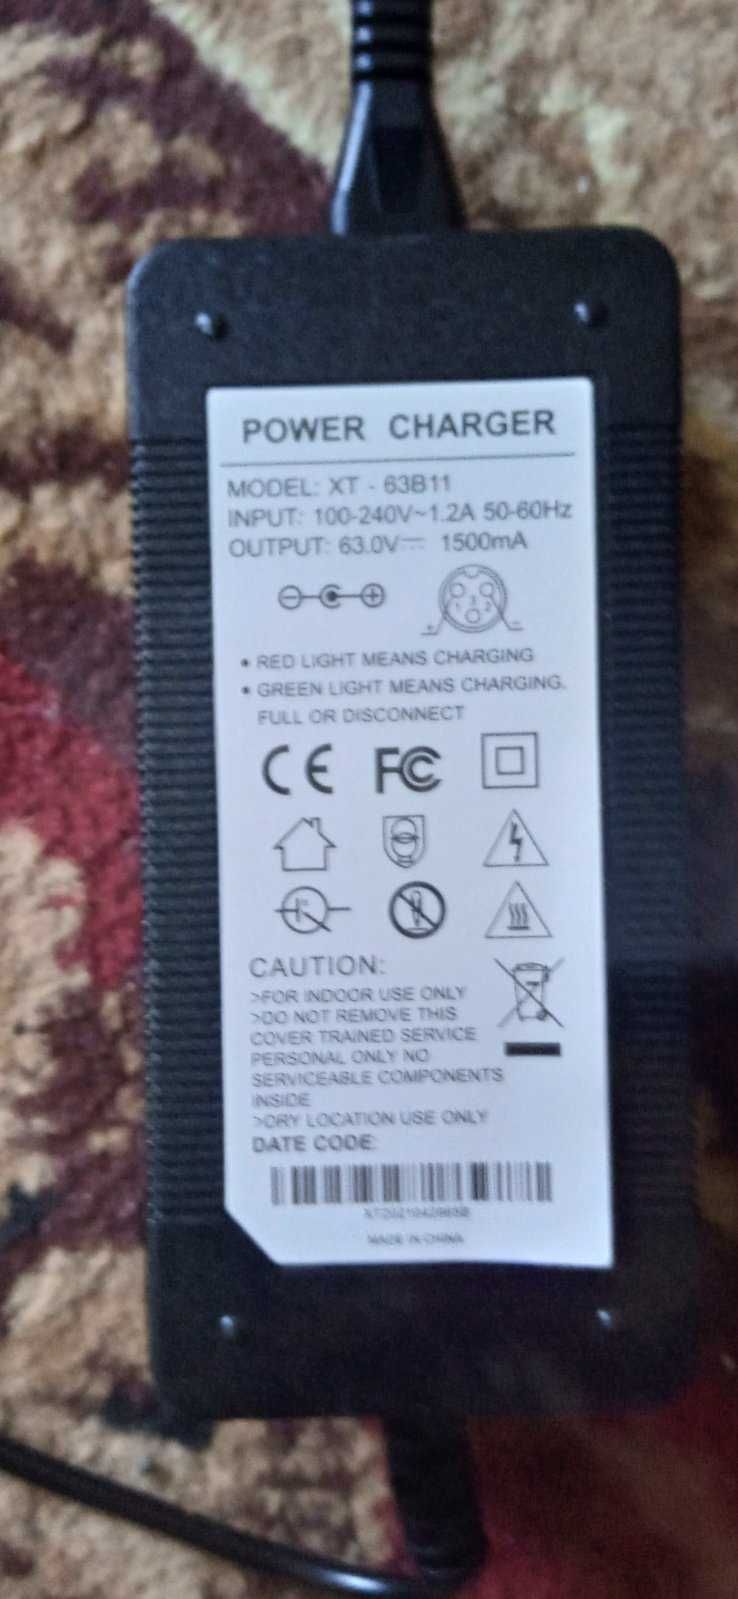 POWER CHARGER
MODEL: XT - 63B11
INPUT: 100-240V~1.2A 50-60Hz
OUTPUT: 63.0V⎓ 1500mA
• RED LIGHT MEANS CHARGING
• GREEN LIGHT MEANS CHARGING.
FULL OR DISCONNECT
CE FC
CAUTION:
>FOR INDOOR USE ONLY
>DO NOT REMOVE THIS
COVER TRAINED SERVICE
PERSONAL ONLY NO
SERVICEABLE COMPONENTS
INSIDE
>DRY LOCATION USE ONLY
DATE CODE:
MADE IN CHINA